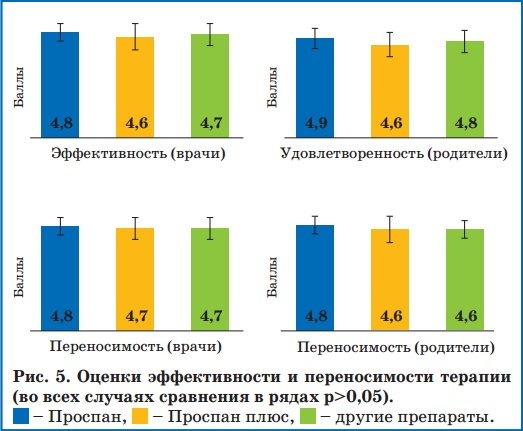 Баллы
4,8 4,6 4,7
Эффективность (врачи)
Баллы
4,9 4,6 4,8
Удовлетворенность (родители)
Баллы
4,8 4,7 4,7
Переносимость (врачи)
Баллы
4,8 4,6 4,6
Переносимость (родители)
Рис. 5. Оценки эффективности и переносимости терапии
(во всех случаях сравнения в рядах p>0,05).
– Проспан, – Проспан плюс, – другие препараты.